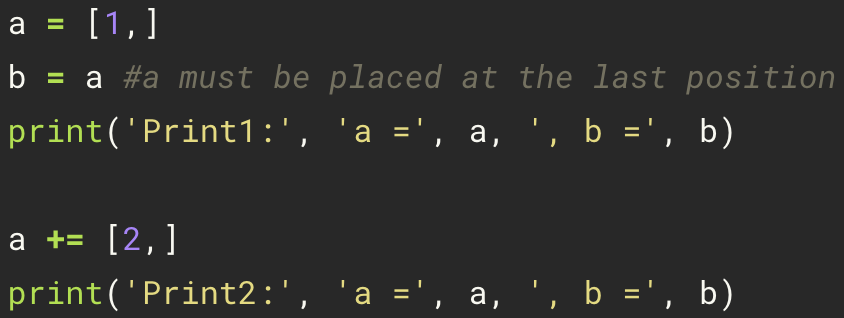 a = [1,]
b = a #a must be placed at the last position
print('Print1:', 'a =', a, ', b =', b)
a += [2,]
print('Print2:', 'a =', a, ', b =', b)